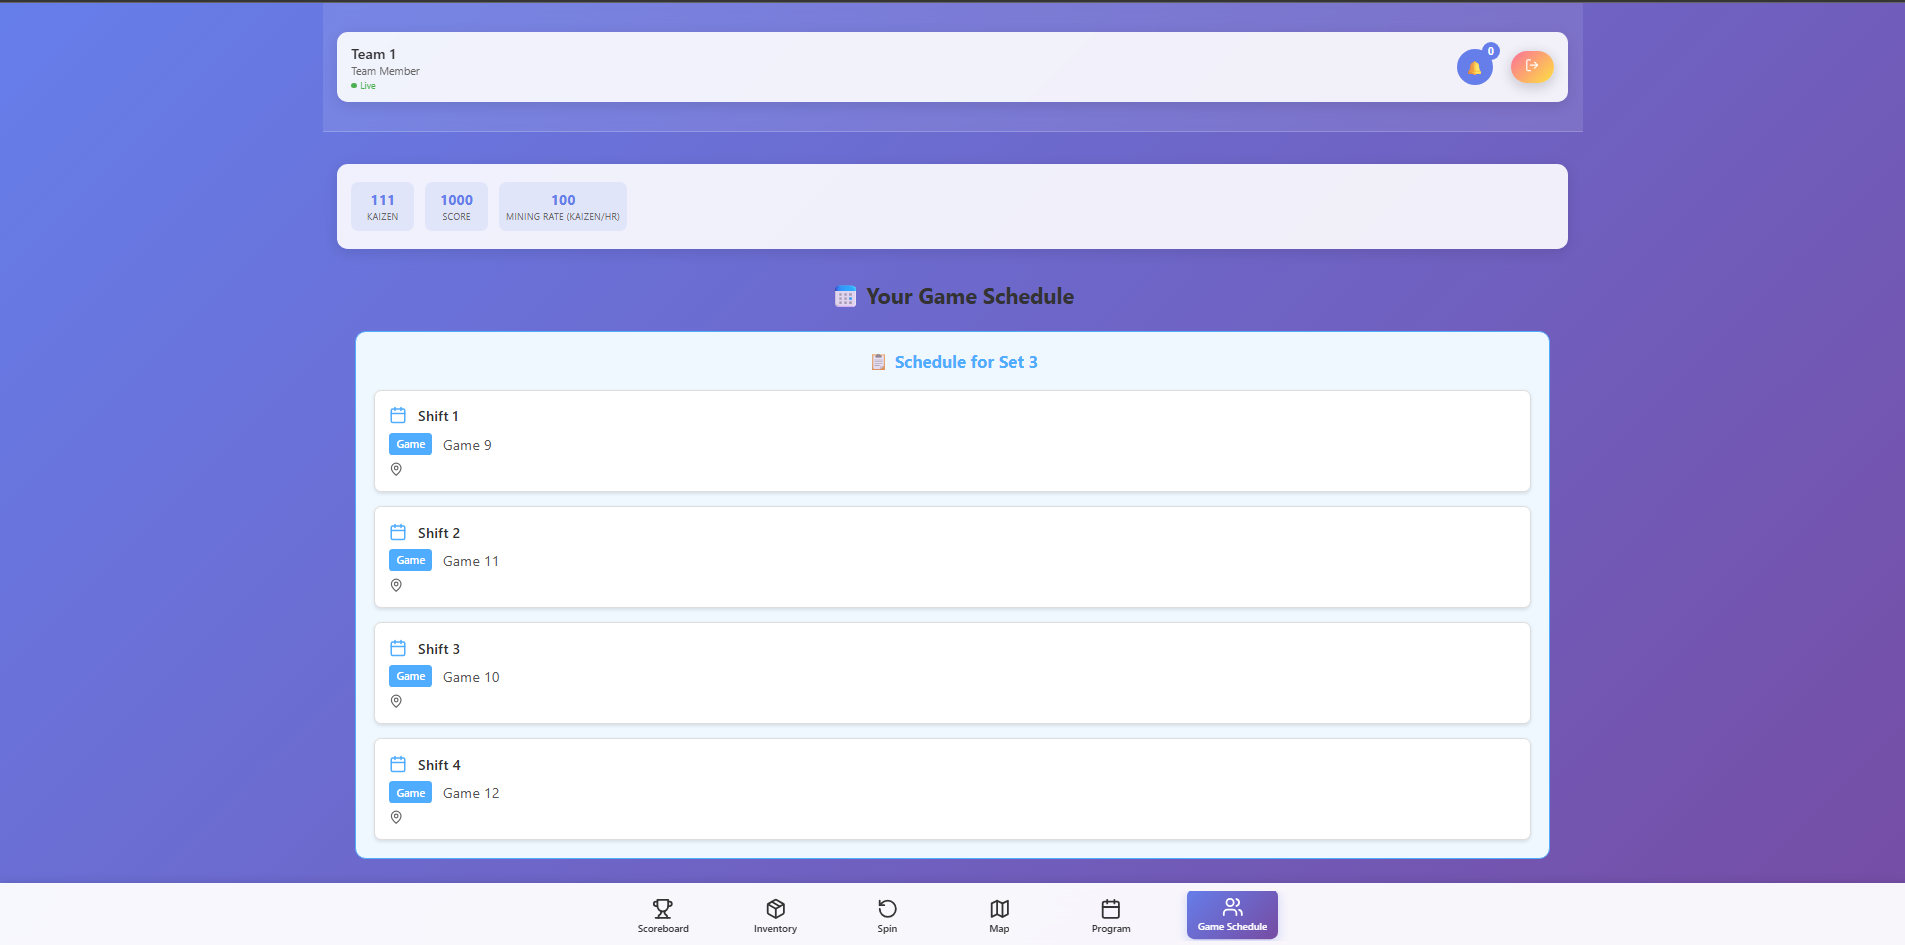 Team 1
Team Member
Live
0
111
KAIZEN
1000
SCORE
100
MINING RATE (KAIZEN/HR)
Your Game Schedule
Schedule for Set 3
Shift 1
Game Game 9
Shift 2
Game Game 11
Shift 3
Game Game 10
Shift 4
Game Game 12
Scoreboard
Inventory
Spin
Map
Program
Game Schedule